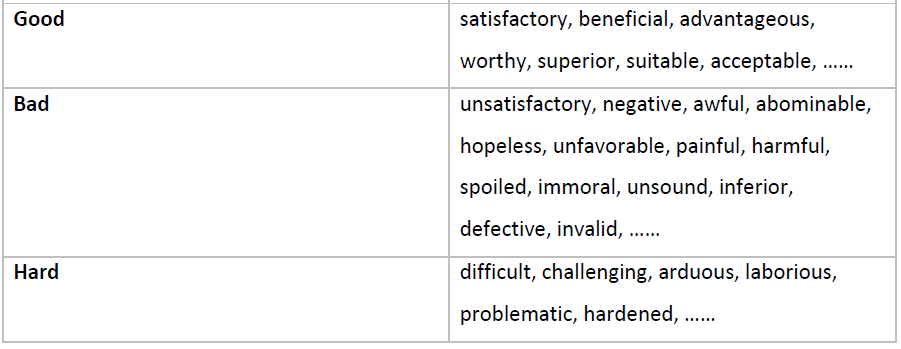 Good
satisfactory, beneficial, advantageous,
worthy, superior, suitable, acceptable, ……
Bad
unsatisfactory, negative, awful, abominable,
hopeless, unfavorable, painful, harmful,
spoiled, immoral, unsound, inferior,
defective, invalid, ……
Hard
difficult, challenging, arduous, laborious,
problematic, hardened, ……